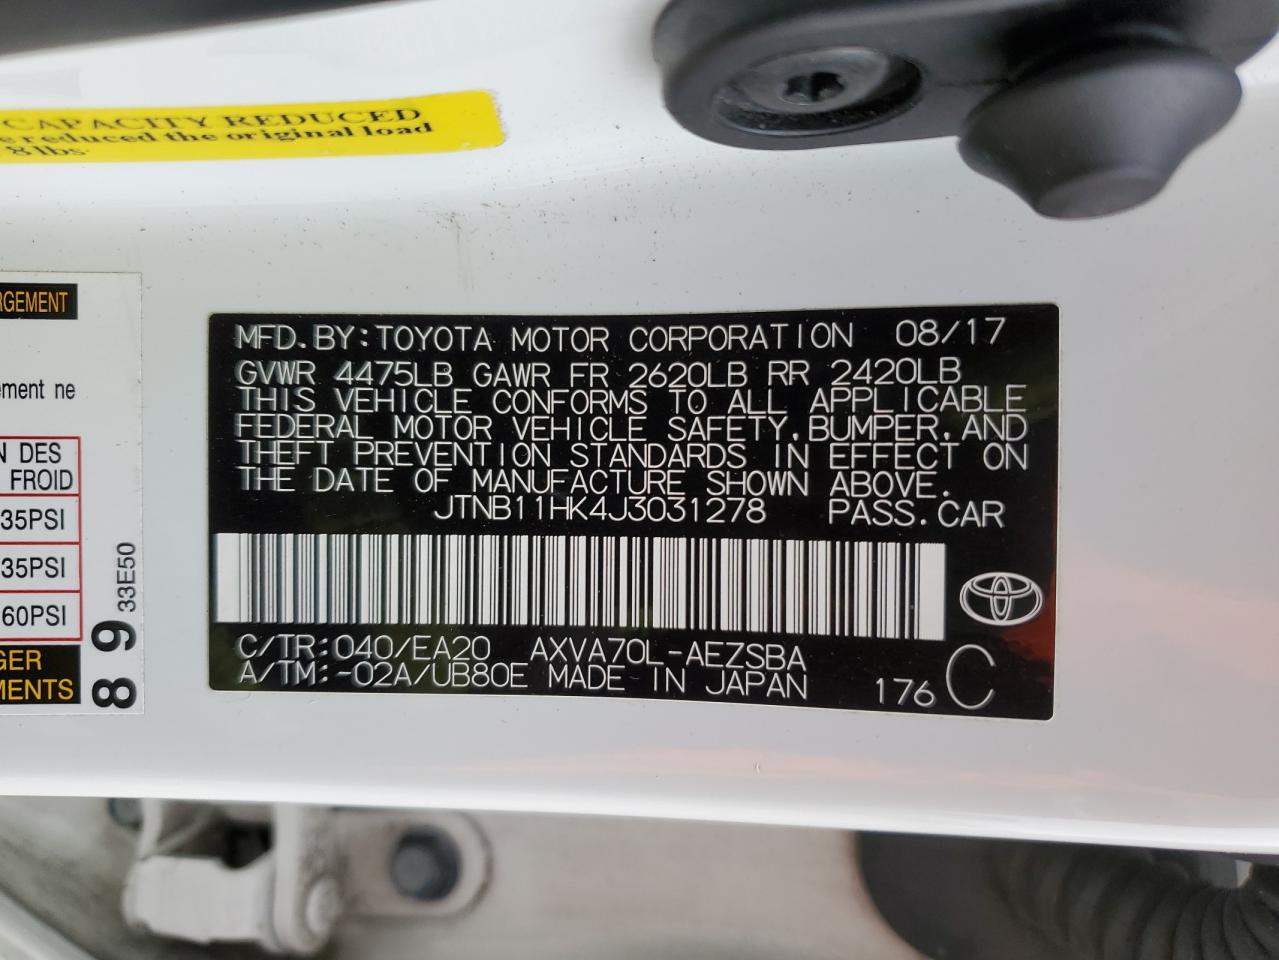 CAPACITY REDUCED
reduced the original load
8 lbs.
RGEMENT
ement ne
N DES
FROID
35PSI
35PSI
60PSI
GER
MENTS
8 9
33E50
MFD.BY:TOYOTA MOTOR CORPORATION 08/17
GVWR 4475LB GAWR FR 2620LB RR 2420LB
THIS VEHICLE CONFORMS TO ALL APPLICABLE
FEDERAL MOTOR VEHICLE SAFETY,BUMPER,AND
THEFT PREVENTION STANDARDS IN EFFECT ON
THE DATE OF MANUFACTURE SHOWN ABOVE.
JTNB11HK4J3031278 PASS.CAR
C/TR:040/EA20 AXVA70L-AEZSBA
A/TM:-02A/UB80E MADE IN JAPAN 176 C